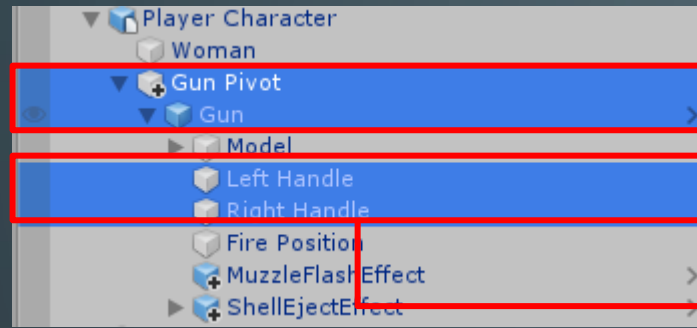 Player Character
Woman
Gun Pivot
Gun
Model
Left Handle
Right Handle
Fire Position
MuzzleFlashEffect
ShellEjectEffect